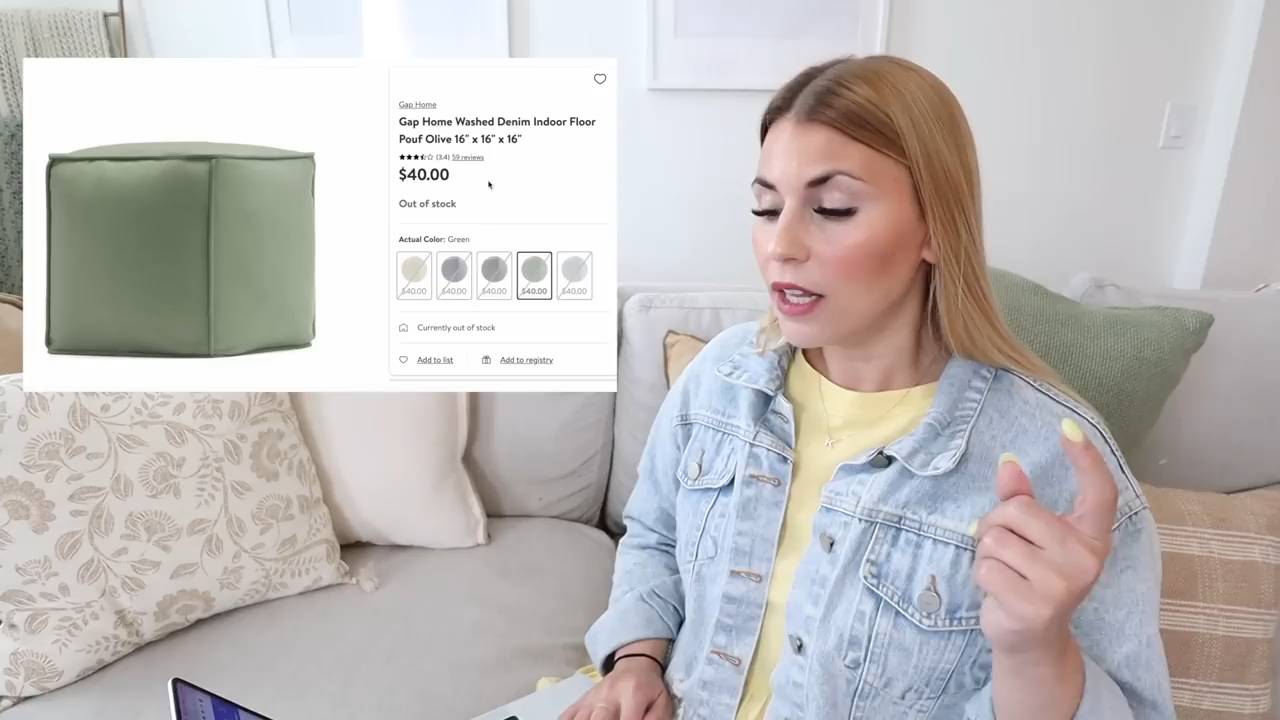 Gap Home
Gap Home Washed Denim Indoor Floor
Pouf Olive 16" x 16" x 16"
(3.4) 59 reviews
$40.00
Out of stock
Actual Color: Green
$40.00 $40.00 $40.00 $40.00 $40.00
Currently out of stock
Add to list Add to registry